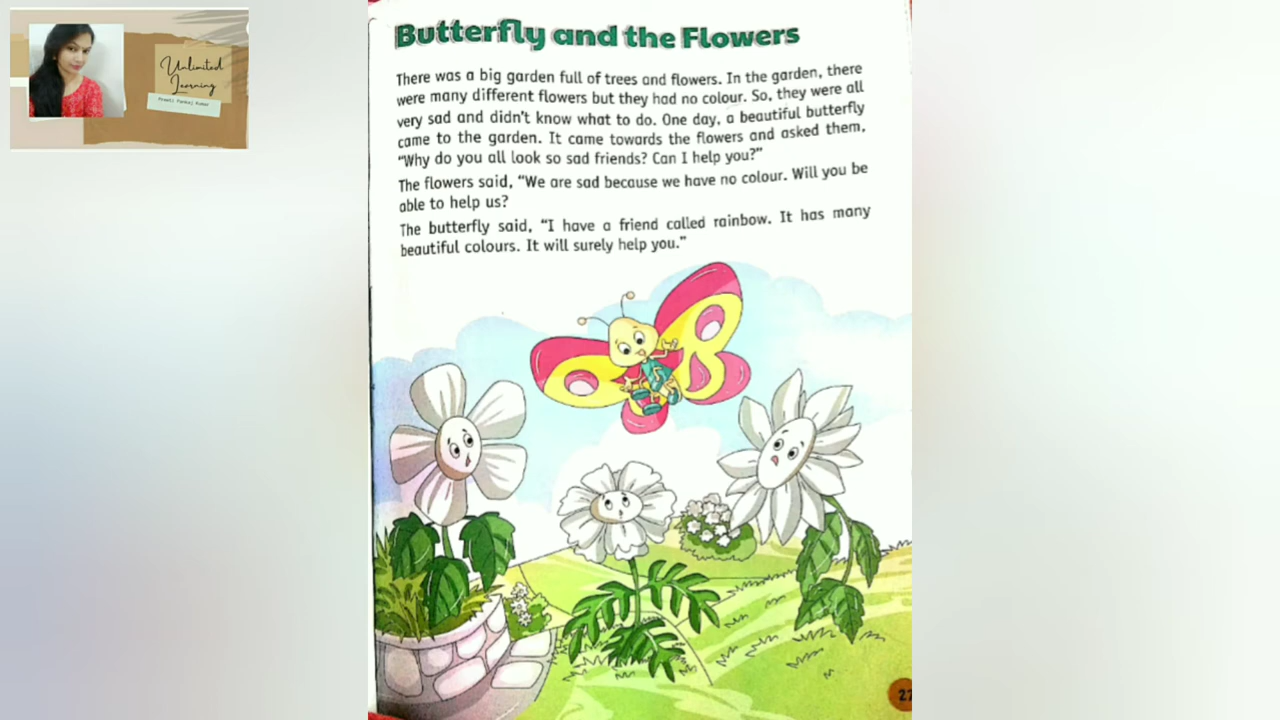 Unlimited
Learning
Preeti Pankaj Kumar
Butterfly and the Flowers
There was a big garden full of trees and flowers. In the garden, there
were many different flowers but they had no colour. So, they were all
very sad and didn't know what to do. One day, a beautiful butterfly
came to the garden. It came towards the flowers and asked them,
“Why do you all look so sad friends? Can I help you?”
The flowers said, “We are sad because we have no colour. Will you be
able to help us?
The butterfly said, “I have a friend called rainbow. It has many
beautiful colours. It will surely help you.”